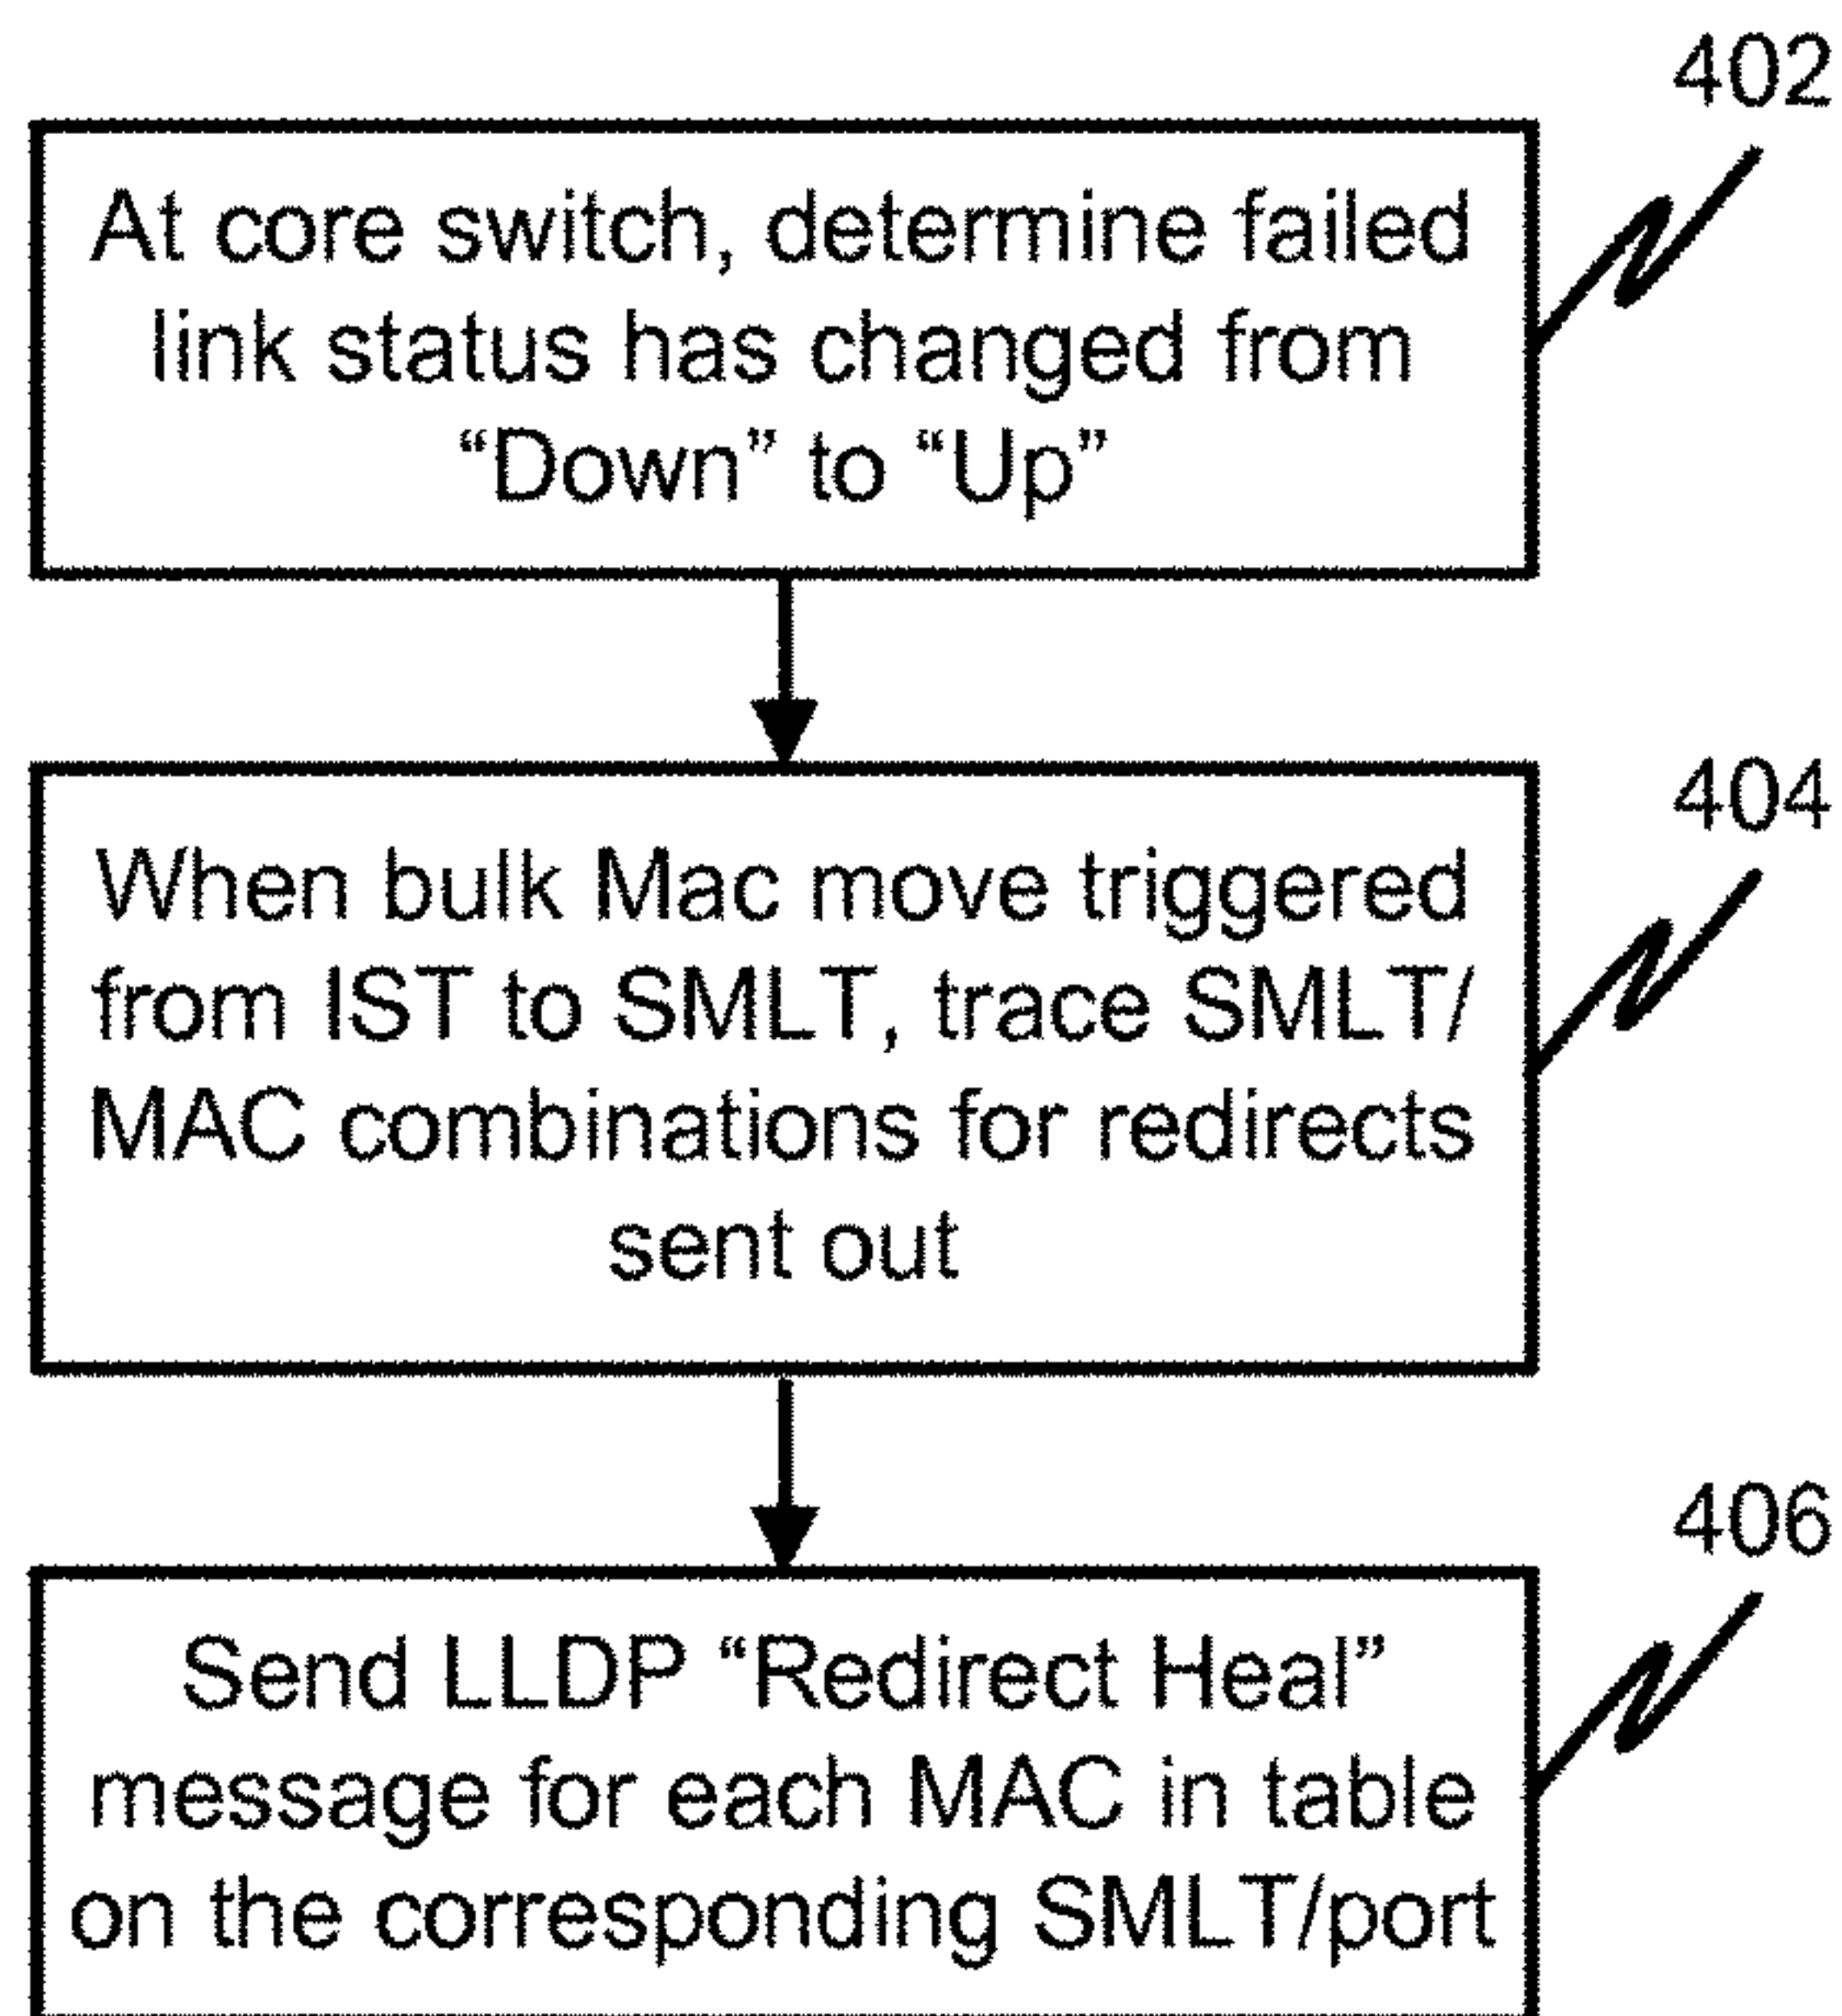 402
At core switch, determine failed
link status has changed from
“Down” to “Up”
404
When bulk Mac move triggered
from IST to SMLT, trace SMLT/
MAC combinations for redirects
sent out
406
Send LLDP “Redirect Heal”
message for each MAC in table
on the corresponding SMLT/port